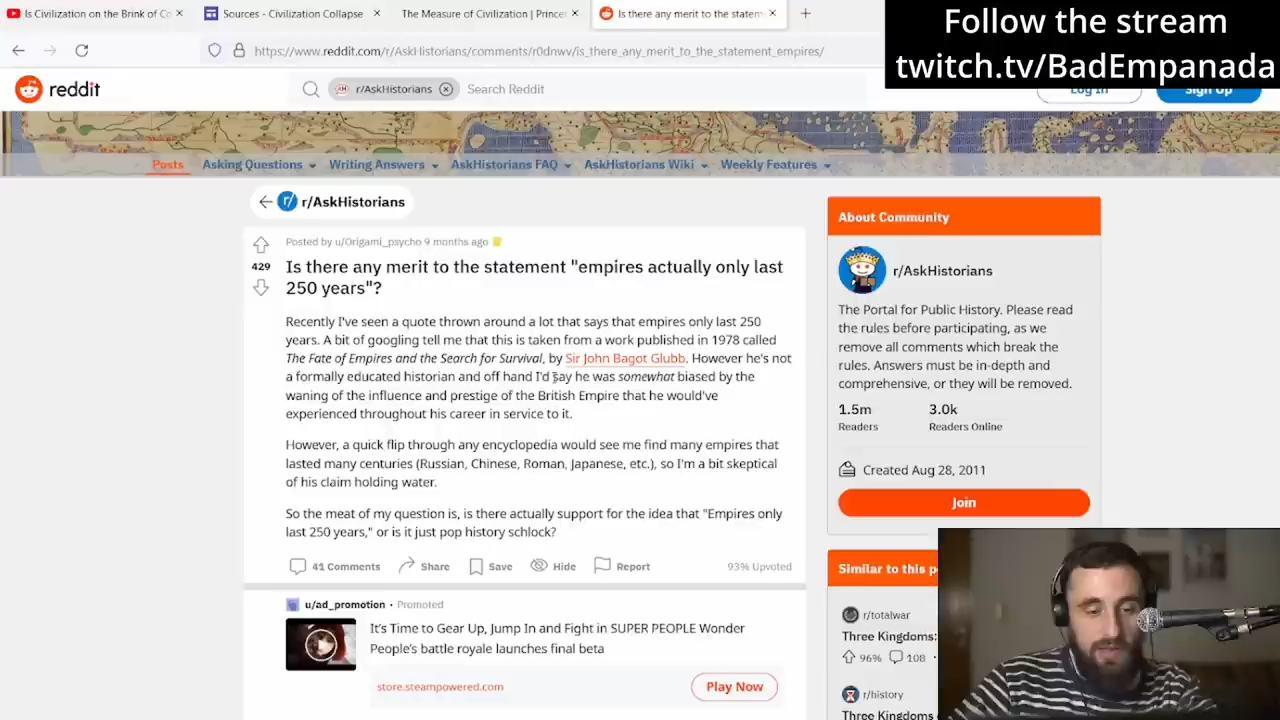 Is Civilization on the Brink of Co
Sources - Civilization Collapse
The Measure of Civilization | Prince
Is there any merit to the statem
Follow the stream
twitch.tv/BadEmpanada
https://www.reddit.com/r/AskHistorians/comments/r0dnwv/is_there_any_merit_to_the_statement_empires/
reddit
r/AskHistorians
Search Reddit
Log In
Sign Up
Posts
Asking Questions
Writing Answers
AskHistorians FAQ
AskHistorians Wiki
Weekly Features
r/AskHistorians
Posted by u/Origami_psycho 9 months ago
429
Is there any merit to the statement "empires actually only last
250 years"?
Recently I've seen a quote thrown around a lot that says that empires only last 250
years. A bit of googling tell me that this is taken from a work published in 1978 called
The Fate of Empires and the Search for Survival, by Sir John Bagot Glubb. However he's not
a formally educated historian and off hand I'd say he was somewhat biased by the
waning of the influence and prestige of the British Empire that he would've
experienced throughout his career in service to it.
However, a quick flip through any encyclopedia would see me find many empires that
lasted many centuries (Russian, Chinese, Roman, Japanese, etc.), so I'm a bit skeptical
of his claim holding water.
So the meat of my question is, is there actually support for the idea that "Empires only
last 250 years," or is it just pop history schlock?
41 Comments
Share
Save
Hide
Report
93% Upvoted
u/ad_promotion • Promoted
It's Time to Gear Up, Jump In and Fight in SUPER PEOPLE Wonder
People's battle royale launches final beta
store.steampowered.com
Play Now
About Community
r/AskHistorians
The Portal for Public History. Please read
the rules before participating, as we
remove all comments which break the
rules. Answers must be in-depth and
comprehensive, or they will be removed.
1.5m
3.0k
Readers
Readers Online
Created Aug 28, 2011
Join
Similar to this p
r/totalwar
Three Kingdoms:
96%
108
r/history
Three Kingdoms